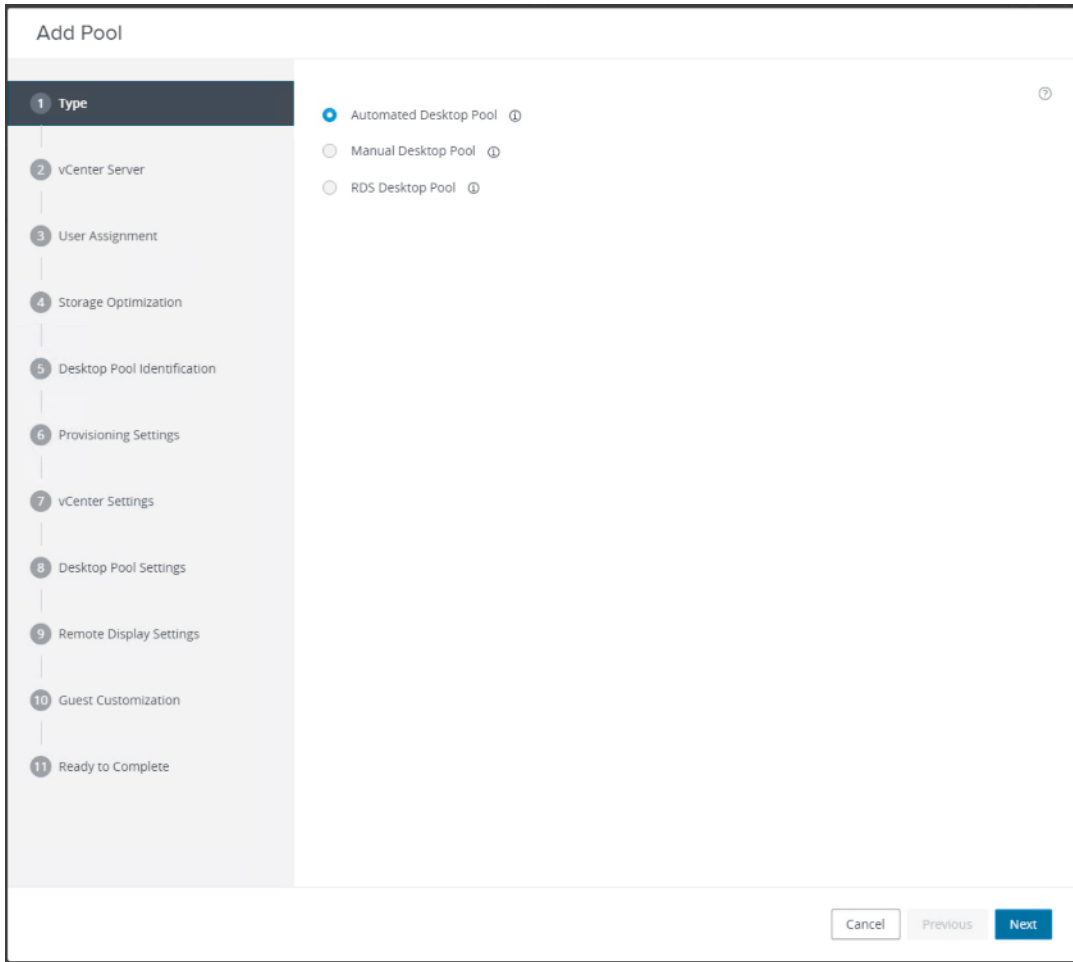 Add Pool
1 Type
2 vCenter Server
3 User Assignment
4 Storage Optimization
5 Desktop Pool Identification
6 Provisioning Settings
7 vCenter Settings
8 Desktop Pool Settings
9 Remote Display Settings
10 Guest Customization
11 Ready to Complete
Automated Desktop Pool
Manual Desktop Pool
RDS Desktop Pool
Cancel Previous Next